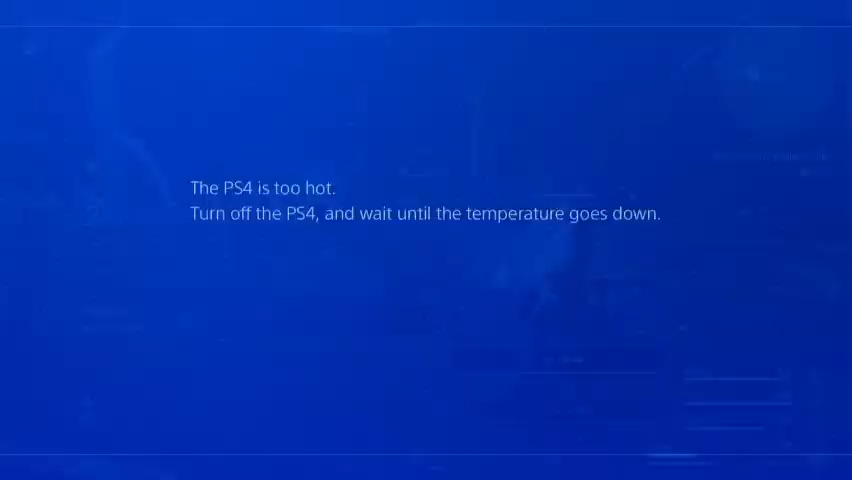 The PS4 is too hot.
Turn off the PS4, and wait until the temperature goes down.